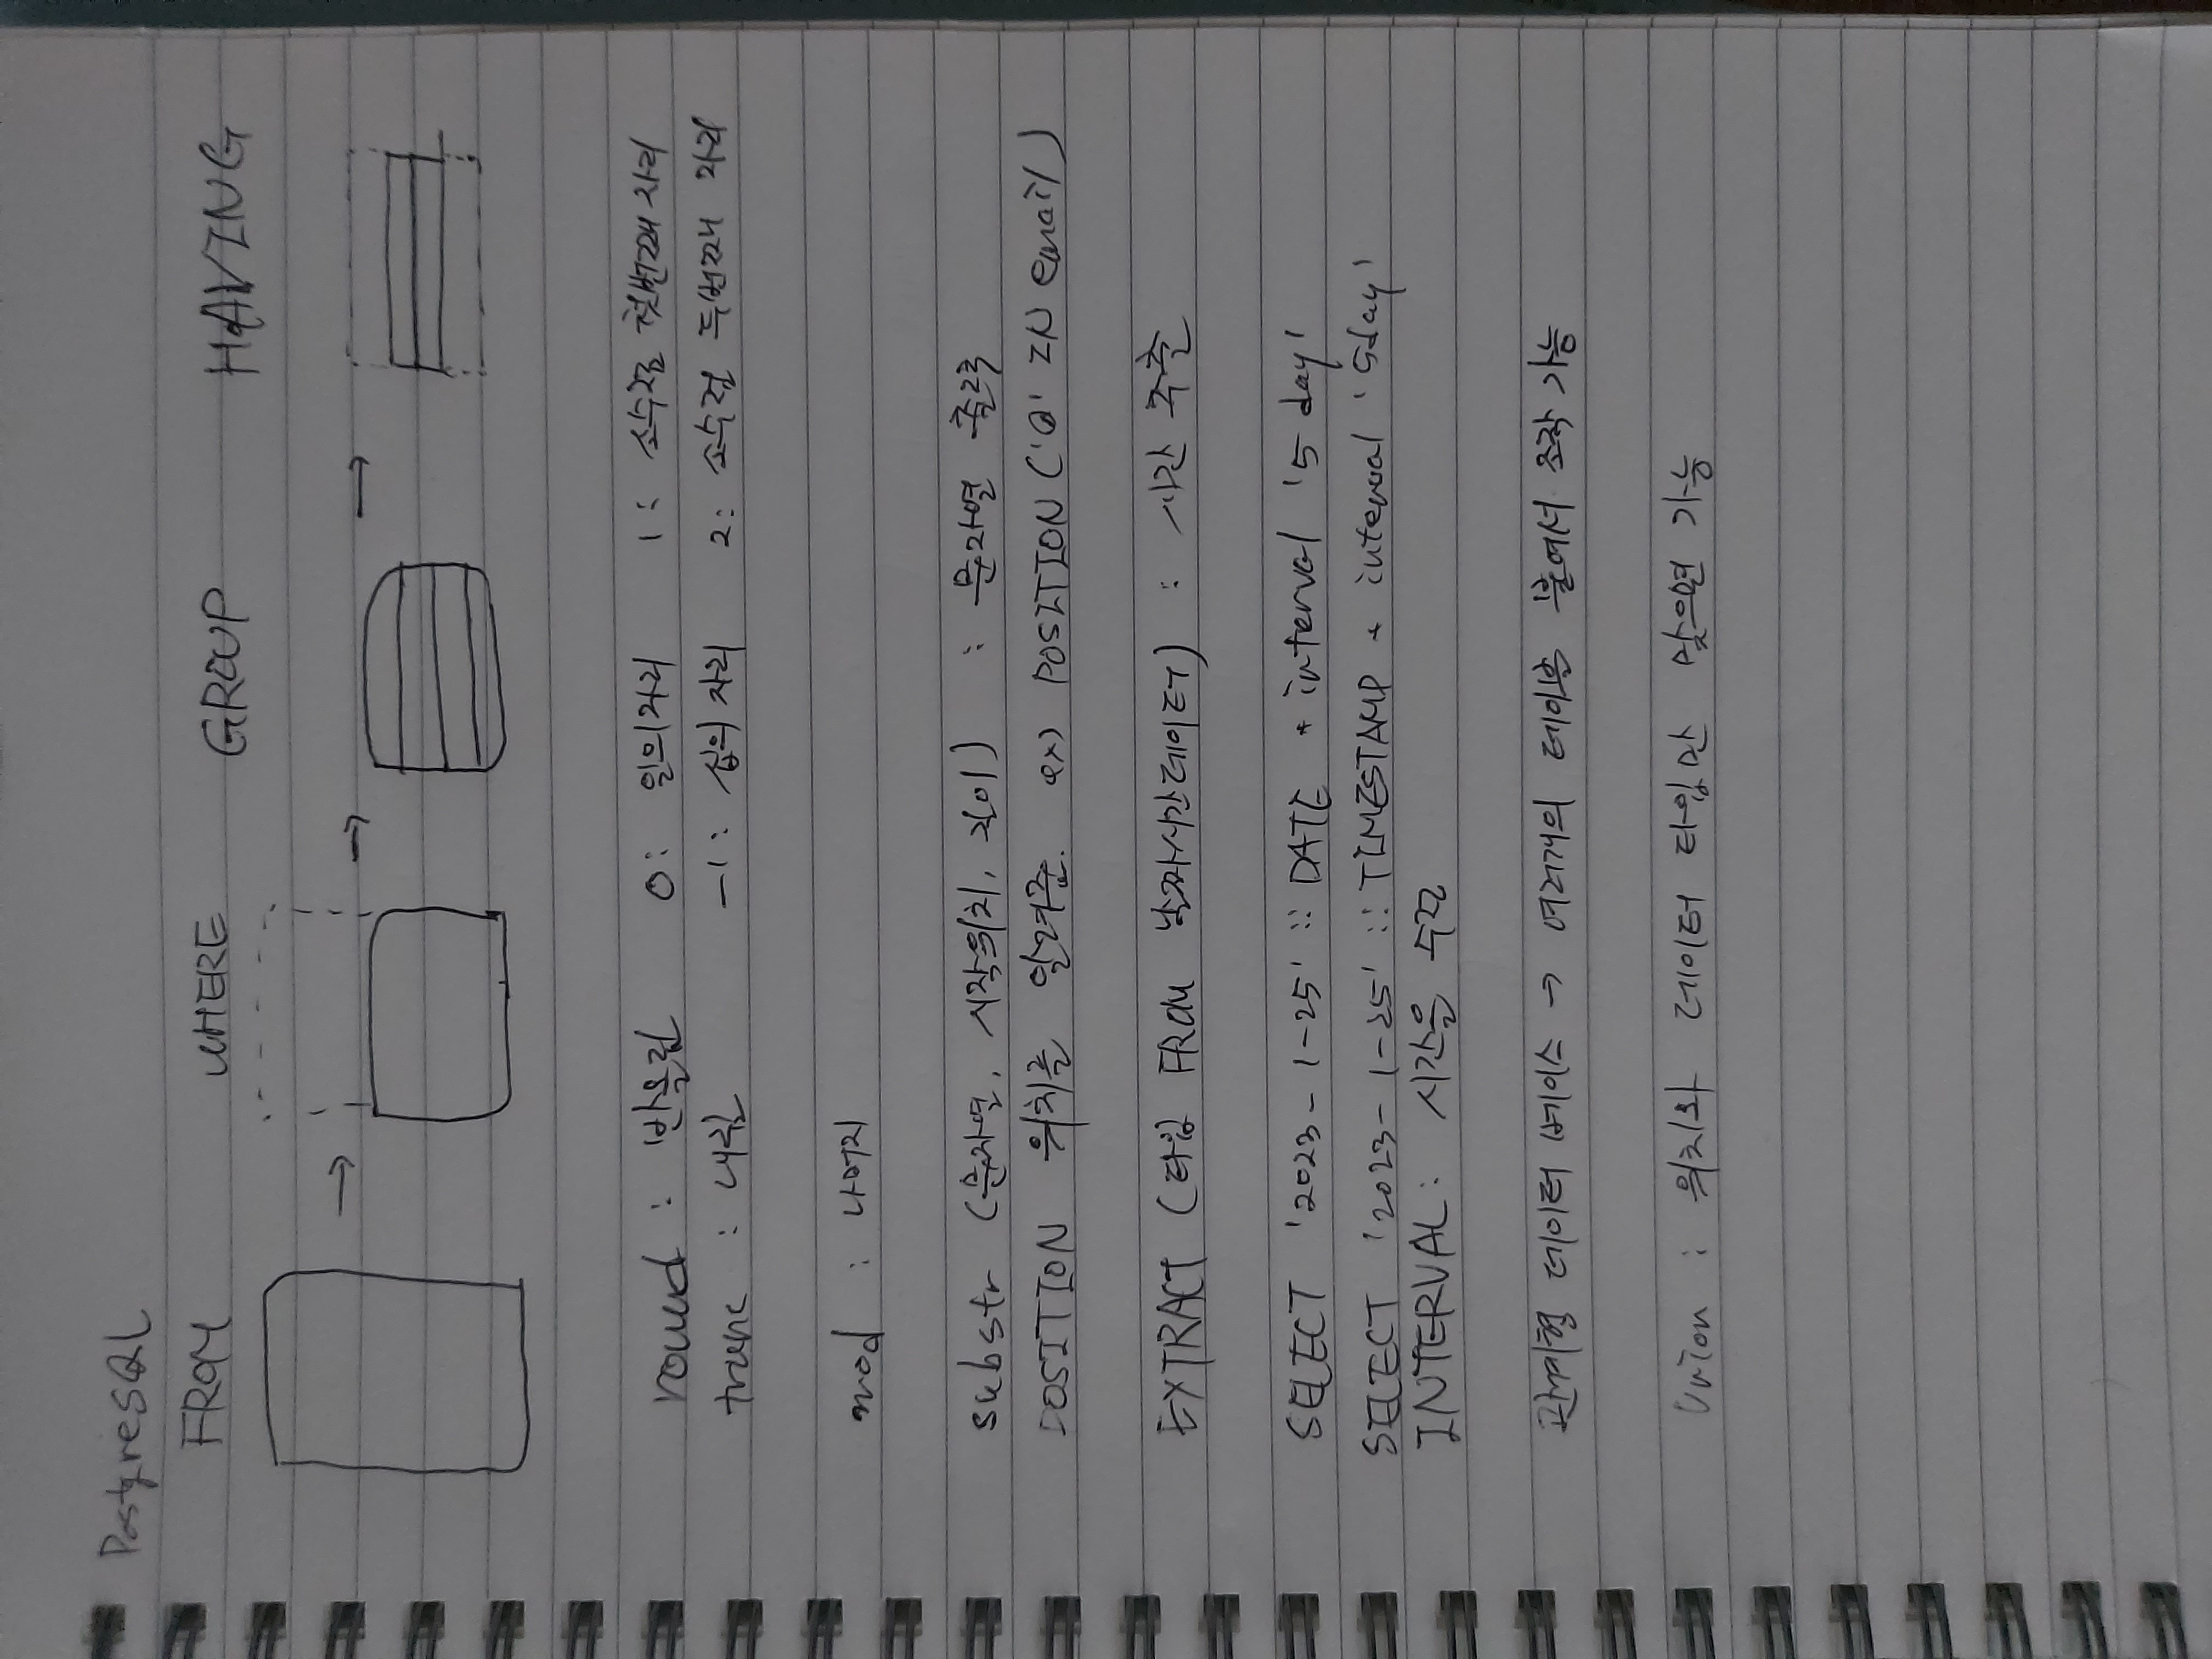 PostgreSQL
FROM WHERE GROUP HAVING
round : 반올림 0: 일의자리 1: 소수점 첫번째 자리
trunc : 내림 -1: 십의 자리 2: 소수점 두번째 자리
mod : 나머지
substr (문자열, 시작위치, 길이) : 문자열 출력
POSITION 위치를 알려줌. ex) POSITION ('@' IN email)
EXTRACT (타임 FROM 날짜시간데이터) : 시간 추출
SELECT '2023-1-25' :: DATE + interval '5 day'
SELECT '2023-1-25' :: TIMESTAMP + interval '5day'
INTERVAL: 시간을
관계형 데이터 베이스 → 여러개의 테이블 붙여서 조작 가능
Union : 위치와 데이터 타입만 맞으면 가능